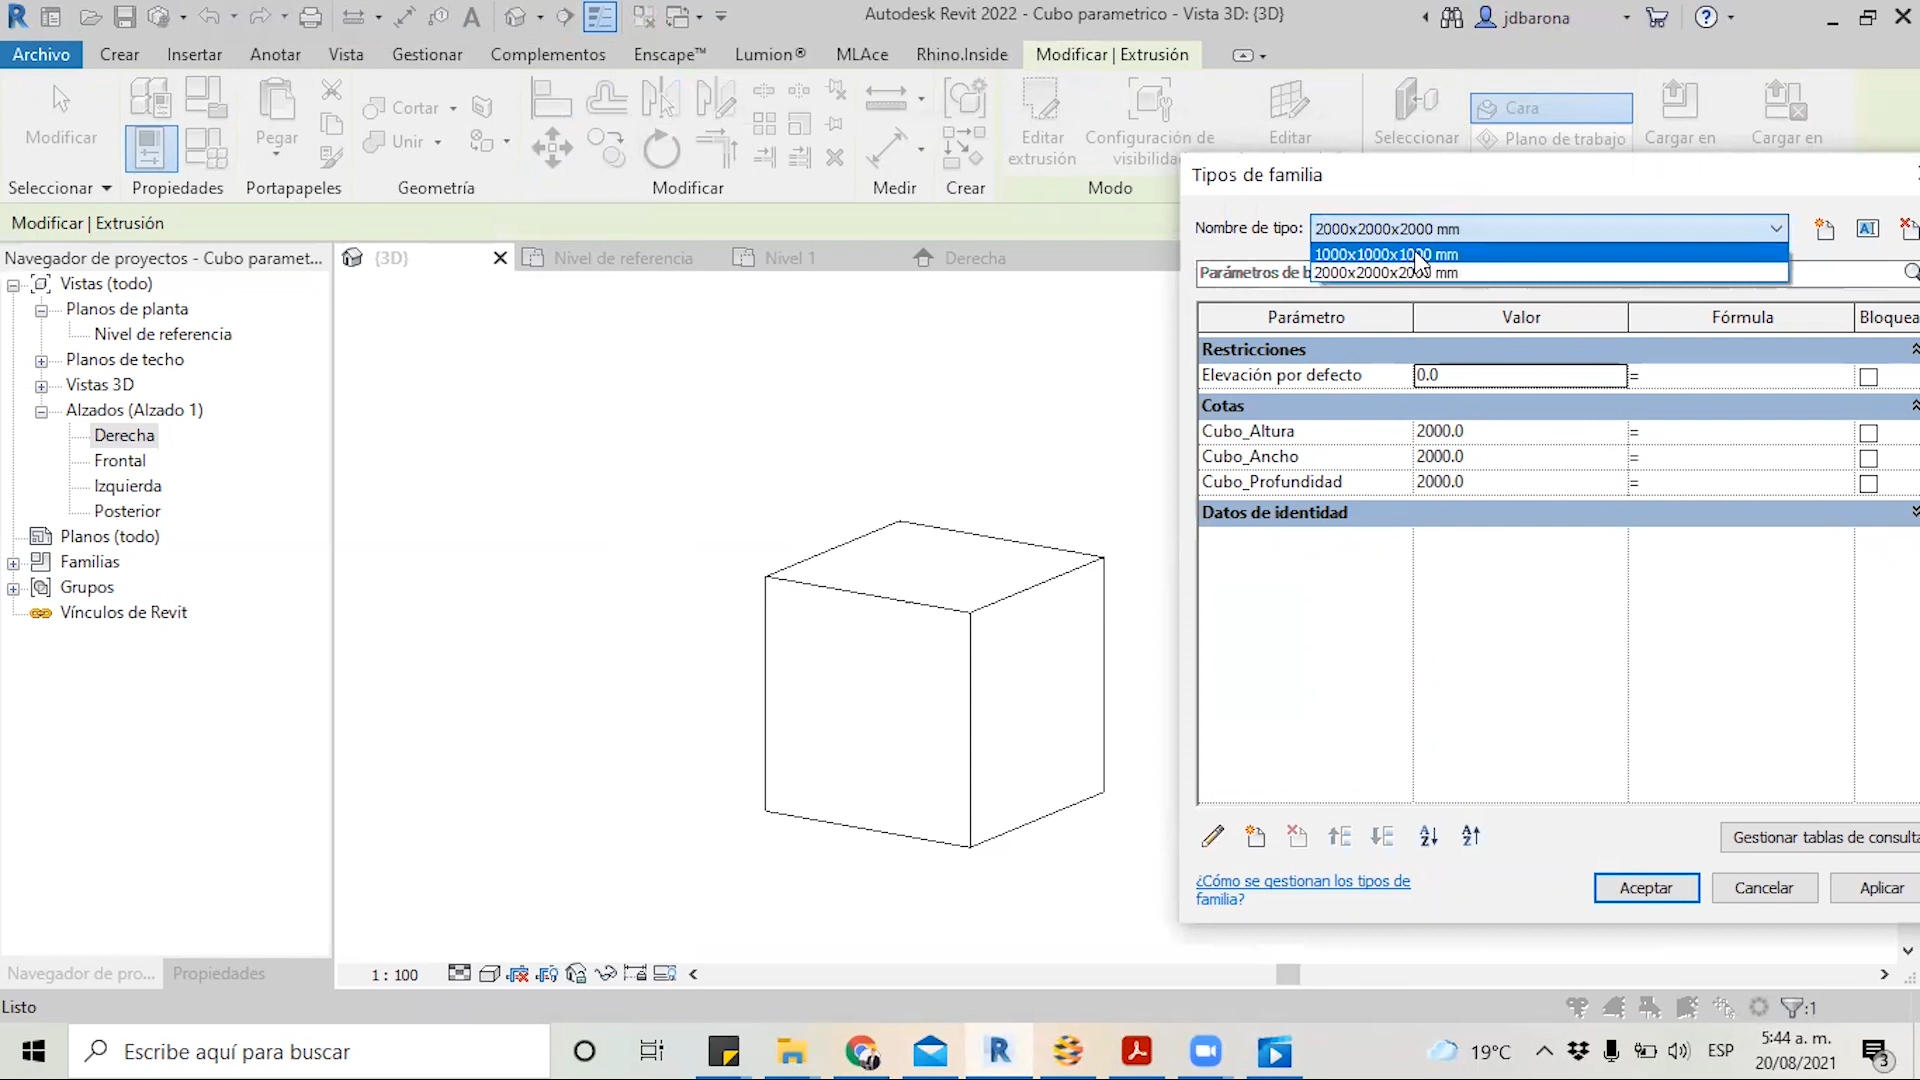 Autodesk Revit 2022 - Cubo parametrico - Vista 3D: {3D}
jdbarona
Archivo Crear Insertar Anotar Vista Gestionar Complementos Enscape™ Lumion® MLAce Rhino.Inside Modificar | Extrusión
Modificar
Pegar
Cortar
Unir
Editar
extrusión
Configuración de
visibilidad
Editar
Seleccionar
Cara
Plano de trabajo
Cargar en
Cargar en
Seleccionar Propiedades Portapapeles Geometría Modificar Medir Crear Modo
Modificar | Extrusión
Navegador de proyectos - Cubo paramet...
Vistas (todo)
Planos de planta
Nivel de referencia
Planos de techo
Vistas 3D
Alzados (Alzado 1)
Derecha
Frontal
Izquierda
Posterior
Planos (todo)
Familias
Grupos
Vínculos de Revit
Navegador de pro... Propiedades
{3D} Nivel de referencia Nivel 1 Derecha
Tipos de familia
Nombre de tipo: 2000x2000x2000 mm
1000x1000x1000 mm
2000x2000x2000 mm
Parámetros de b
Parámetro Valor Fórmula Bloquea
Restricciones
Elevación por defecto 0.0 =
Cotas
Cubo_Altura 2000.0 =
Cubo_Ancho 2000.0 =
Cubo_Profundidad 2000.0 =
Datos de identidad
Gestionar tablas de consulta
¿Cómo se gestionan los tipos de
familia?
Aceptar Cancelar Aplicar
1 : 100
Listo
:1
Escribe aquí para buscar
19°C
ESP
5:44 a. m.
20/08/2021
3